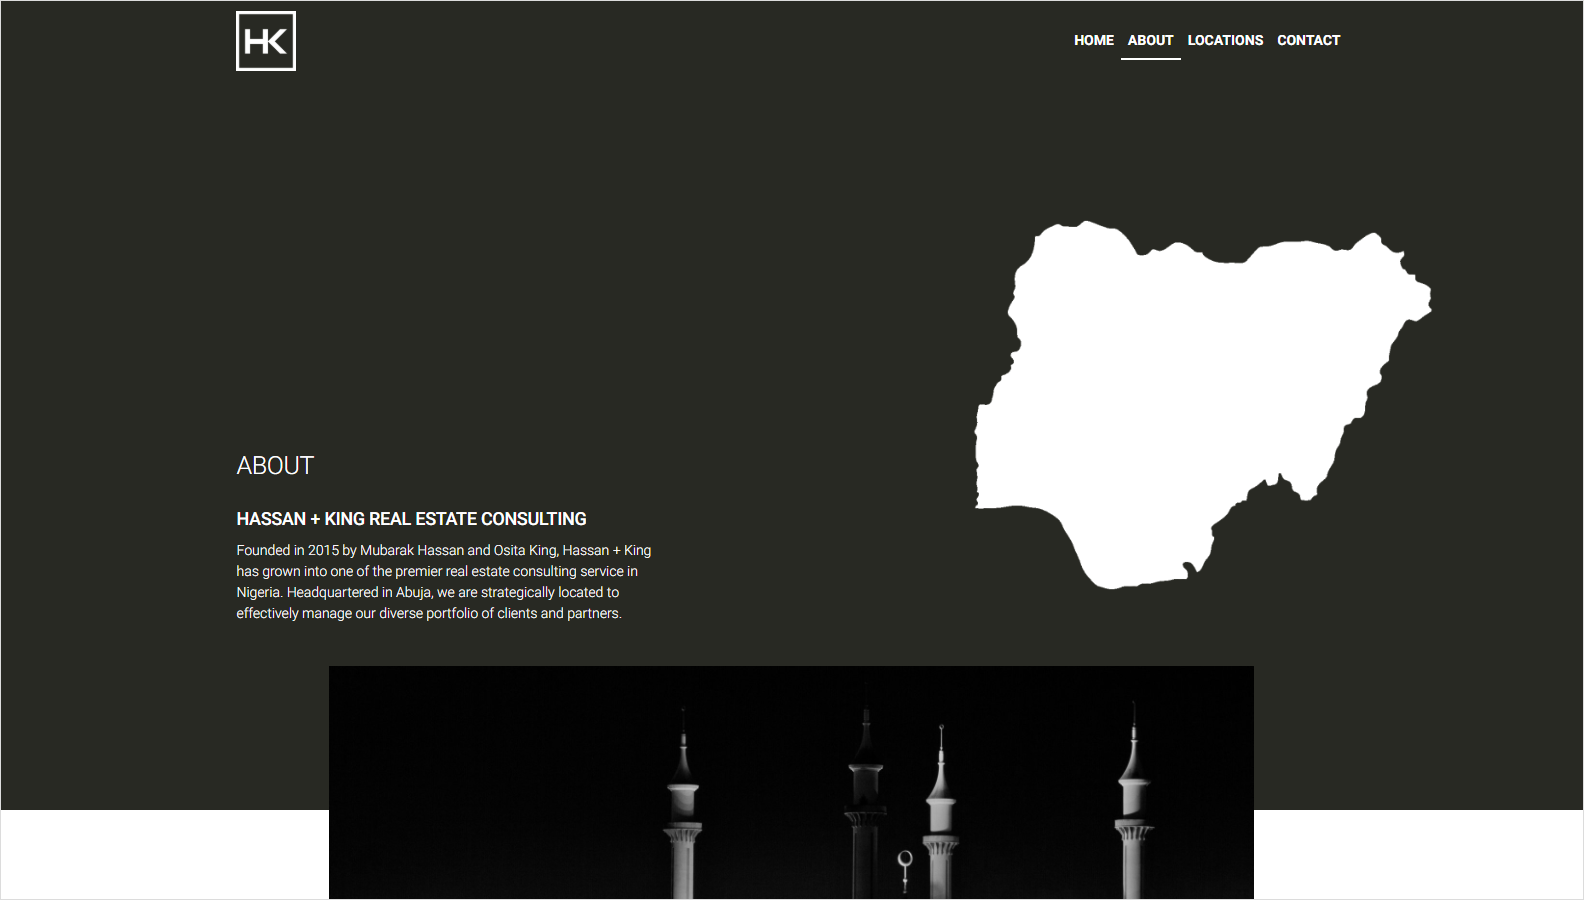 HK
HOME ABOUT LOCATIONS CONTACT
ABOUT
HASSAN + KING REAL ESTATE CONSULTING
Founded in 2015 by Mubarak Hassan and Osita King, Hassan + King
has grown into one of the premier real estate consulting service in
Nigeria. Headquartered in Abuja, we are strategically located to
effectively manage our diverse portfolio of clients and partners.